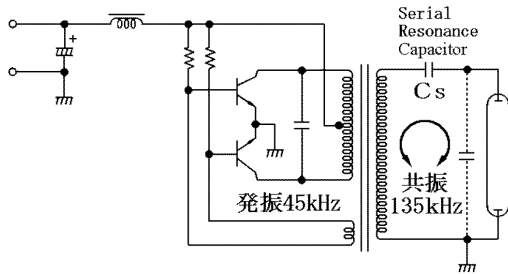 Serial
Resonance
Capacitor
+
Cs
発振45kHz
共振
135kHz